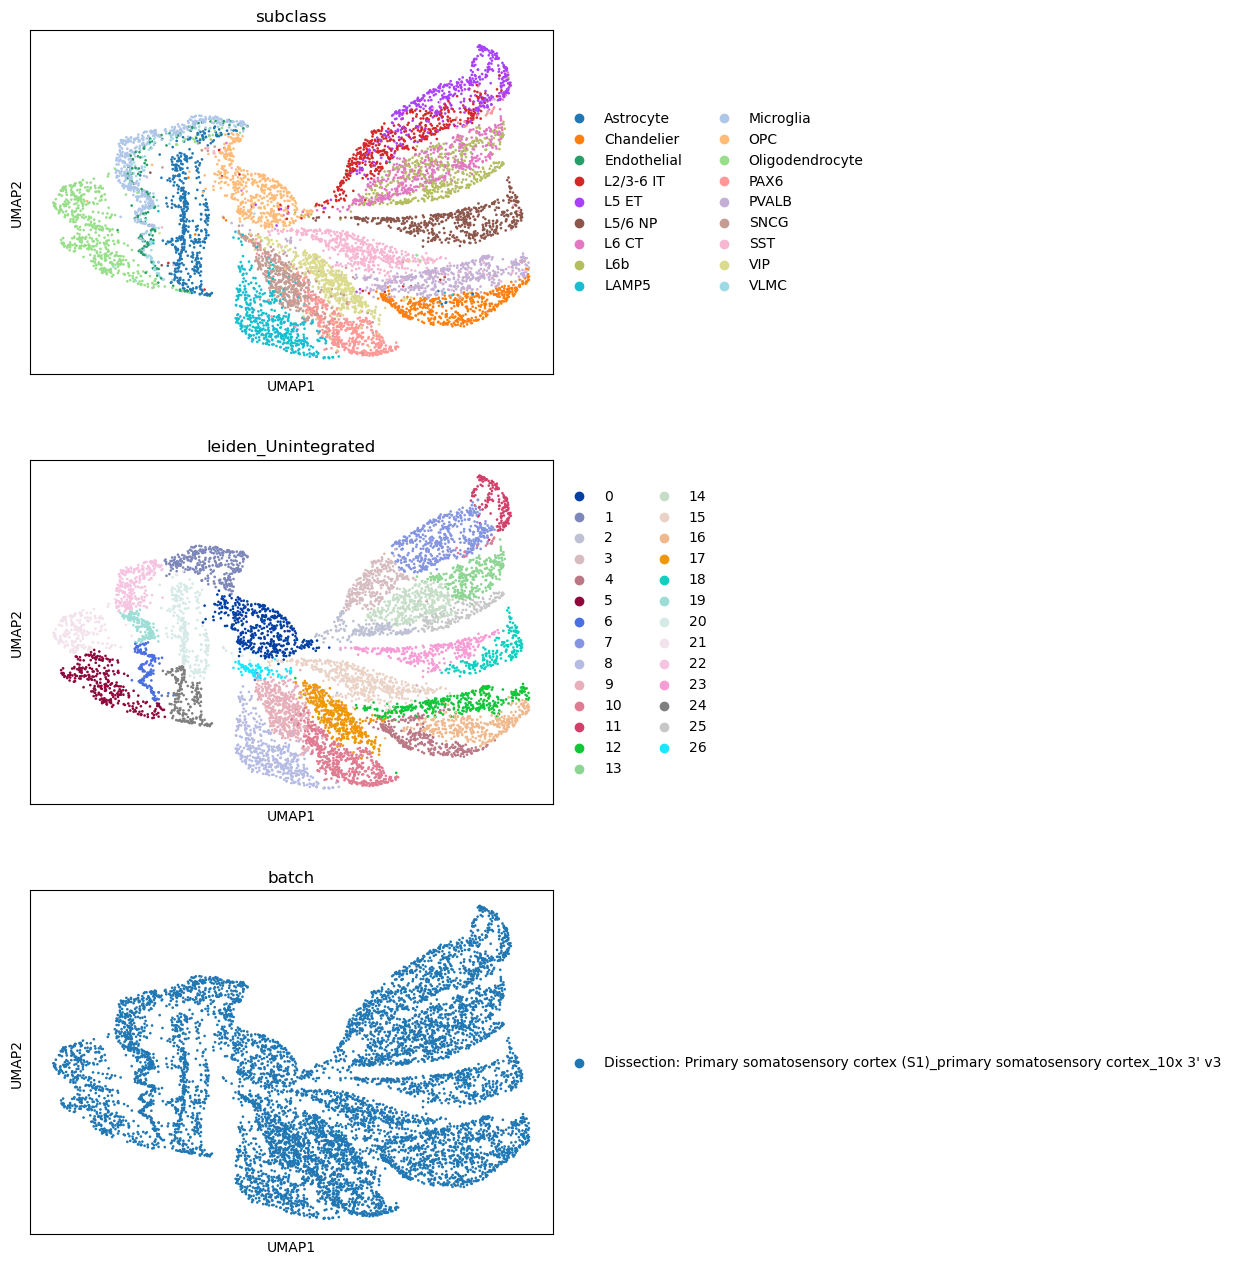 subclass
UMAP2
UMAP1
Astrocyte
Chandelier
Endothelial
L2/3-6 IT
L5 ET
L5/6 NP
L6 CT
L6b
LAMP5
Microglia
OPC
Oligodendrocyte
PAX6
PVALB
SNCG
SST
VIP
VLMC
leiden_Unintegrated
UMAP2
UMAP1
0
1
2
3
4
5
6
7
8
9
10
11
12
13
14
15
16
17
18
19
20
21
22
23
24
25
26
batch
UMAP2
UMAP1
Dissection: Primary somatosensory cortex (S1)_primary somatosensory cortex_10x 3' v3